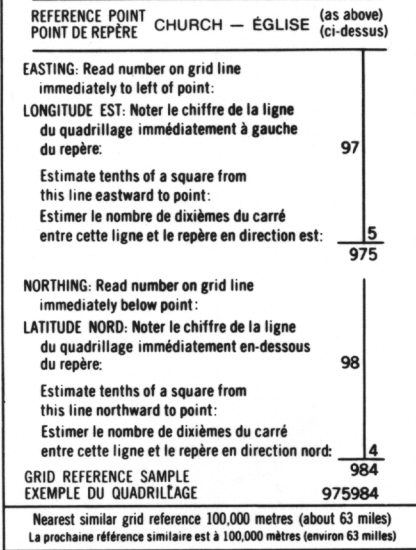 REFERENCE POINT CHURCH — ÉGLISE (as above)
POINT DE REPÈRE (ci-dessus)
EASTING: Read number on grid line
immediately to left of point:
LONGITUDE EST: Noter le chiffre de la ligne
du quadrillage immédiatement à gauche
du repère: 97
Estimate tenths of a square from
this line eastward to point:
Estimer le nombre de dixièmes du carré
entre cette ligne et le repère en direction est: 5
975
NORTHING: Read number on grid line
immediately below point:
LATITUDE NORD: Noter le chiffre de la ligne
du quadrillage immédiatement en-dessous
du repère: 98
Estimate tenths of a square from
this line northward to point:
Estimer le nombre de dixièmes du carré
entre cette ligne et le repère en direction nord: 4
GRID REFERENCE SAMPLE 984
EXEMPLE DU QUADRILLAGE 975984
Nearest similar grid reference 100,000 metres (about 63 miles)
La prochaine référence similaire est à 100,000 mètres (environ 63 milles)